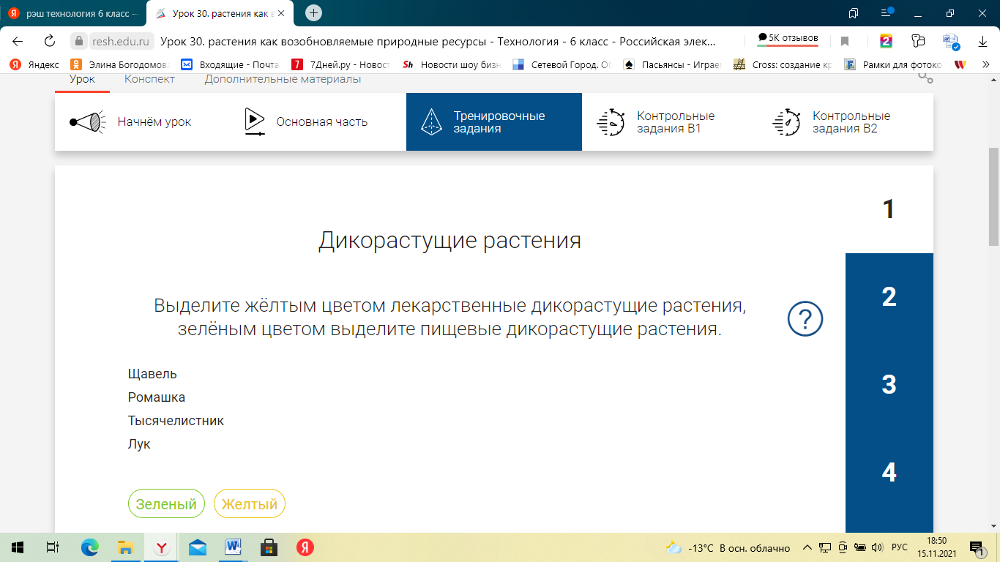 рэш технология 6 класс —
Урок 30. растения как в
resh.edu.ru
Урок 30. растения как возобновляемые природные ресурсы - Технология - 6 класс - Российская элек...
5K отзывов
2
Яндекс
Элина Богодомов
Входящие - Почта
7Дней.ру - Новост
Новости шоу бизн
Сетевой Город. Об
Пасьянсы - Играе
Cross: создание кр
Рамки для фотоко
Урок
Конспект
Дополнительные материалы
Начнём урок
Основная часть
Тренировочные
задания
Контрольные
задания В1
Контрольные
задания В2
1
Дикорастущие растения
2
Выделите жёлтым цветом лекарственные дикорастущие растения,
зелёным цветом выделите пищевые дикорастущие растения.
?
Щавель
3
Ромашка
Тысячелистник
Лук
4
Зеленый
Желтый
-13°C В осн. облачно
РУС
18:50
15.11.2021
1